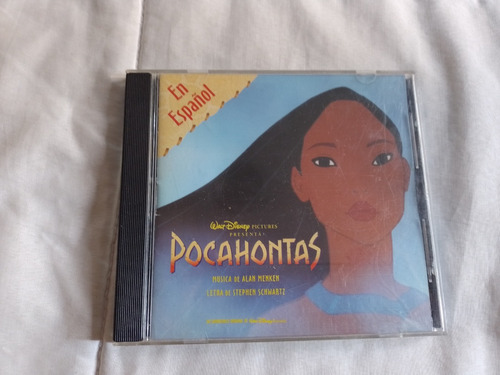 En
Español
Walt Disney PICTURES
PRESENTA
POCAHONTAS
MÚSICA DE ALAN MENKEN
LETRA DE STEPHEN SCHWARTZ